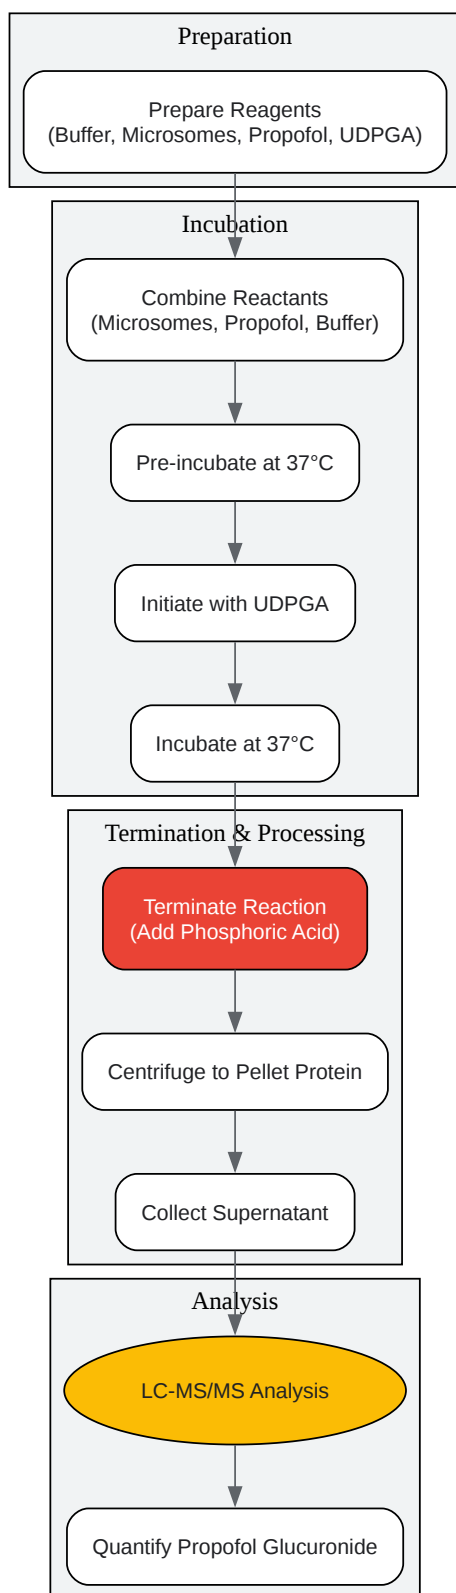 Preparation
Prepare Reagents
(Buffer, Microsomes, Propofol, UDPGA)
Incubation
Combine Reactants
(Microsomes, Propofol, Buffer)
Pre-incubate at 37°C
Initiate with UDPGA
Incubate at 37°C
Termination & Processing
Terminate Reaction
(Add Phosphoric Acid)
Centrifuge to Pellet Protein
Collect Supernatant
Analysis
LC-MS/MS Analysis
Quantify Propofol Glucuronide